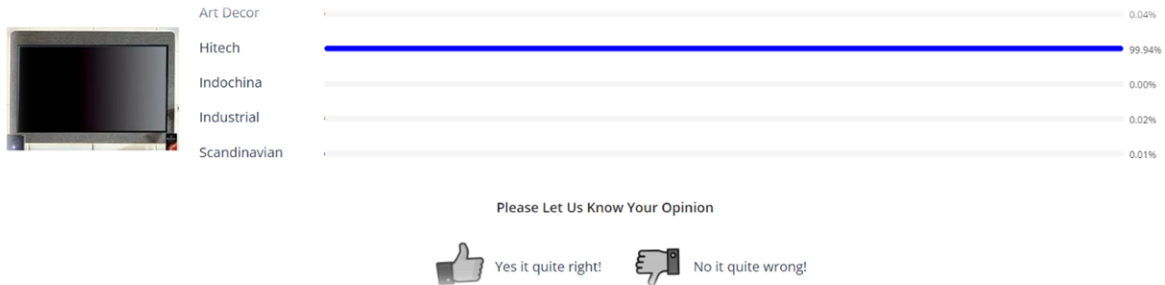 Art Decor 0.04%
Hitech 99.94%
Indochina 0.00%
Industrial 0.02%
Scandinavian 0.01%
Please Let Us Know Your Opinion
Yes it quite right! No it quite wrong!